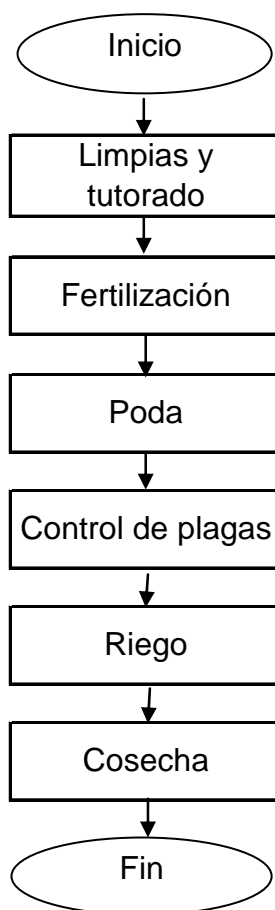 Inicio
Limpias y
tutorado
Fertilización
Poda
Control de plagas
Riego
Cosecha
Fin